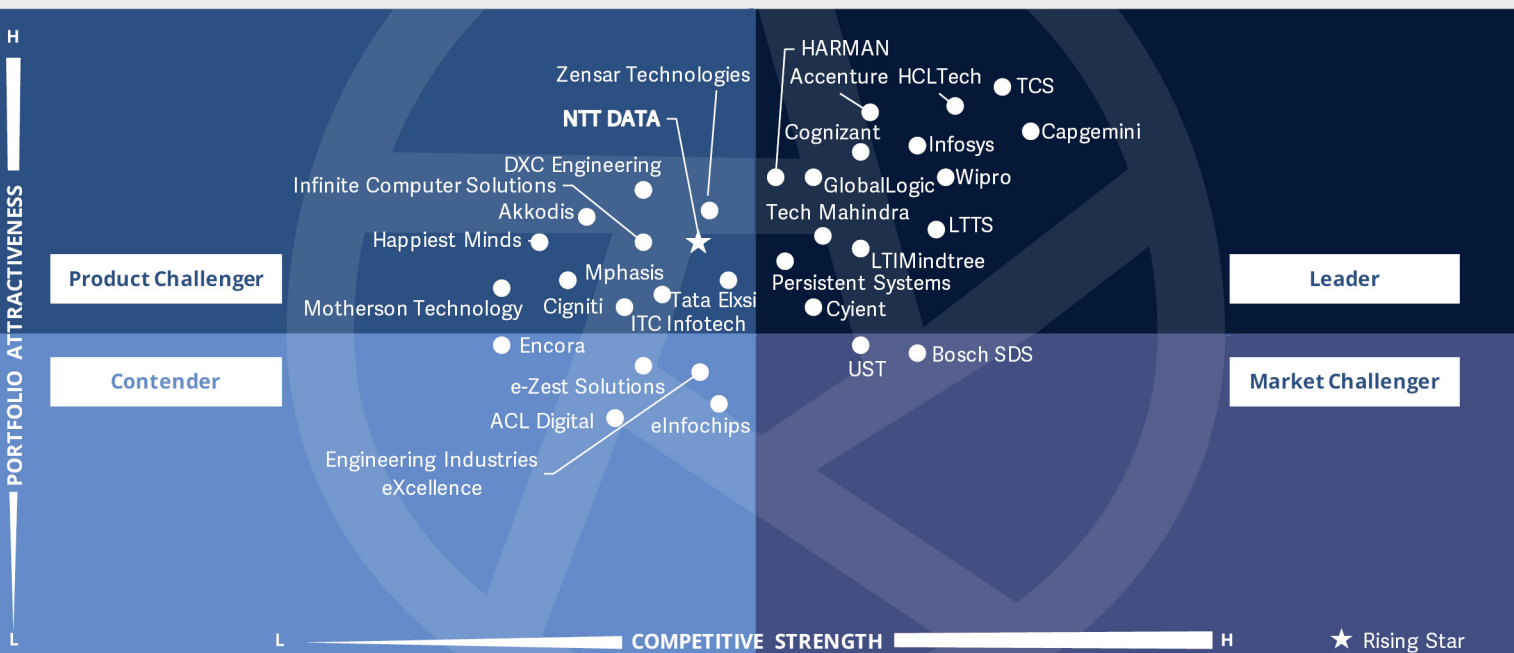 H
PORTFOLIO ATTRACTIVENESS
L
HARMAN
Zensar Technologies
Accenture
HCLTech
TCS
NTT DATA
Cognizant
Capgemini
Infosys
DXC Engineering
Infinite Computer Solutions
GlobalLogic
Wipro
Akkodis
Tech Mahindra
LTTS
Happiest Minds
LTIMindtree
Mphasis
Persistent Systems
Product Challenger
Leader
Motherson Technology
Cigniti
Tata Elxsi
ITC Infotech
Cyient
Encora
UST
Bosch SDS
Contender
Market Challenger
e-Zest Solutions
ACL Digital
eInfochips
Engineering Industries
eXcellence
L
COMPETITIVE STRENGTH
H
Rising Star